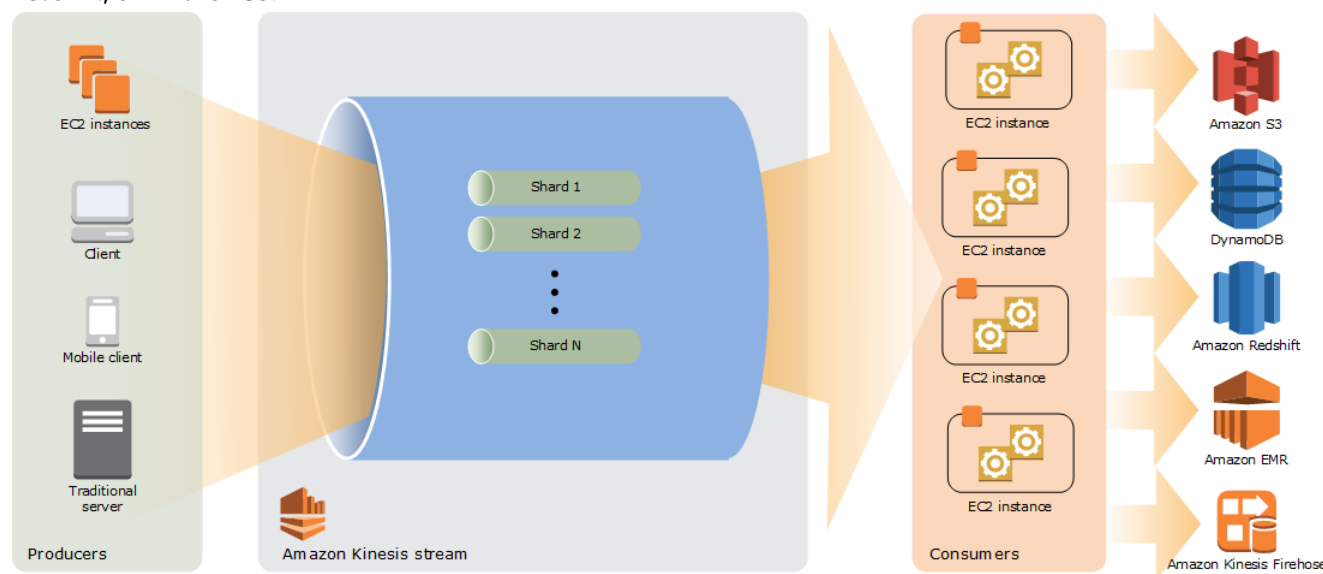 EC2 instances
Client
Mobile client
Traditional
server
Producers
Shard 1
Shard 2
Shard N
Amazon Kinesis stream
EC2 instance
EC2 instance
EC2 instance
EC2 instance
Consumers
Amazon S3
DynamoDB
Amazon Redshift
Amazon EMR
Amazon Kinesis Firehose